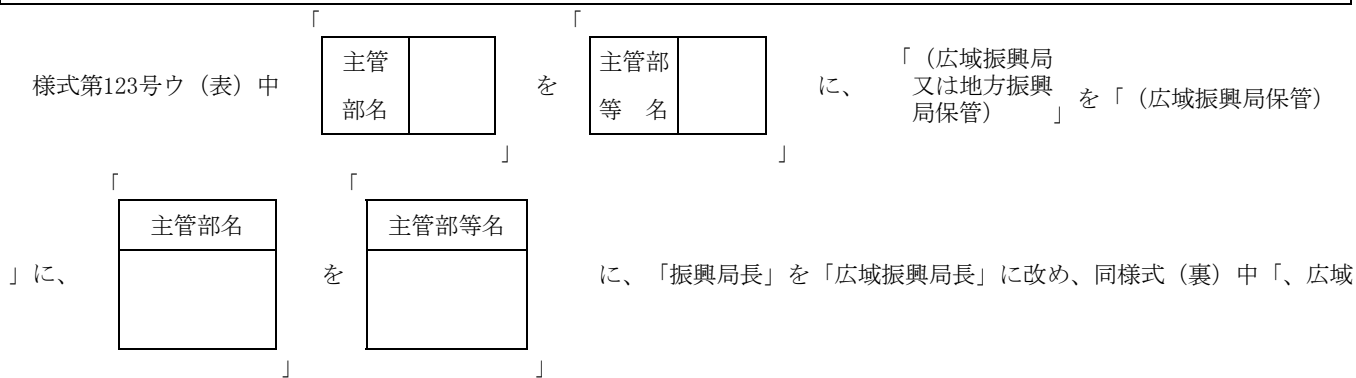 「　「
様式第123号ウ（表）中　主管部名　を　主管部等名　に、　「（広域振興局又は地方振興局保管）」を「（広域振興局保管）
」　」
「　「
」に、　主管部名　を　主管部等名　に、「振興局長」を「広域振興局長」に改め、同様式（裏）中「、広域
」　」